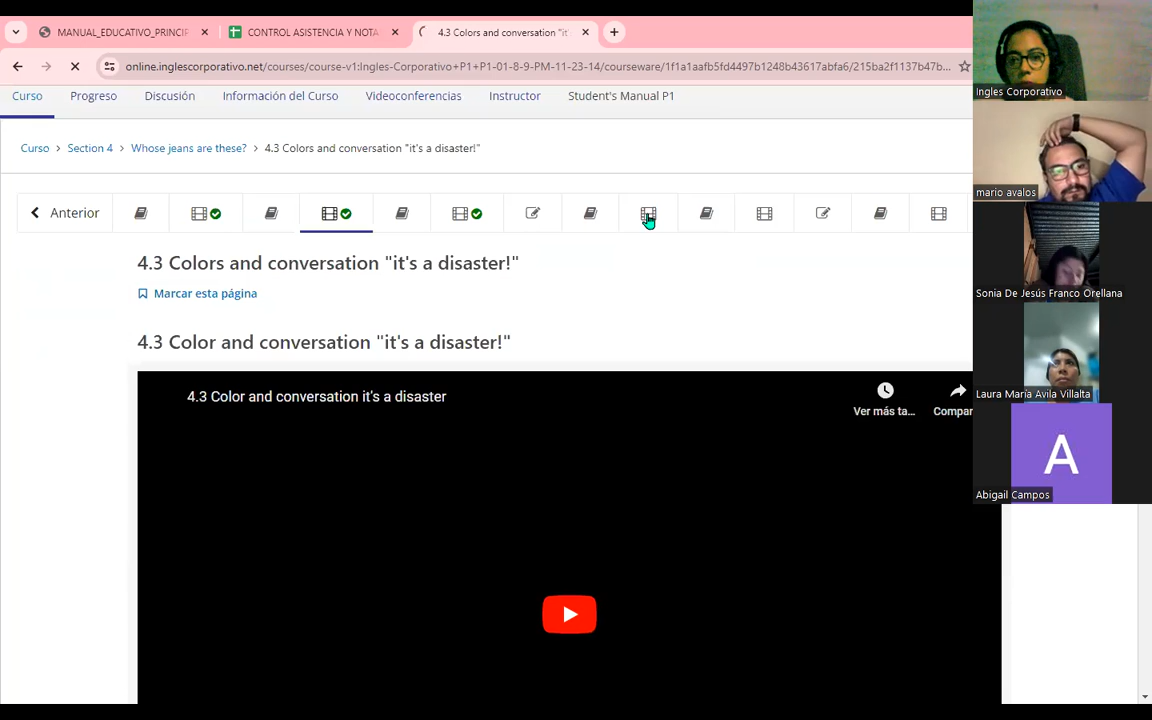 MANUAL_EDUCATIVO_PRINCIP
CONTROL ASISTENCIA Y NOTA
4.3 Colors and conversation "it'
online.inglescorporativo.net/courses/course-v1:Ingles-Corporativo+P1+P1-01-8-9-PM-11-23-14/courseware/1f1a1aafb5fd4497b1248b43617abfa6/215ba2f1137b47b...
Curso
Progreso
Discusión
Información del Curso
Videoconferencias
Instructor
Student's Manual P1
Curso > Section 4 > Whose jeans are these? > 4.3 Colors and conversation "it's a disaster!"
Anterior
4.3 Colors and conversation "it's a disaster!"
Marcar esta página
4.3 Color and conversation "it's a disaster!"
4.3 Color and conversation it's a disaster
Ver más ta...
Compar
Ingles Corporativo
mario avalos
Sonia De Jesús Franco Orellana
Laura María Avila Villalta
A
Abigail Campos